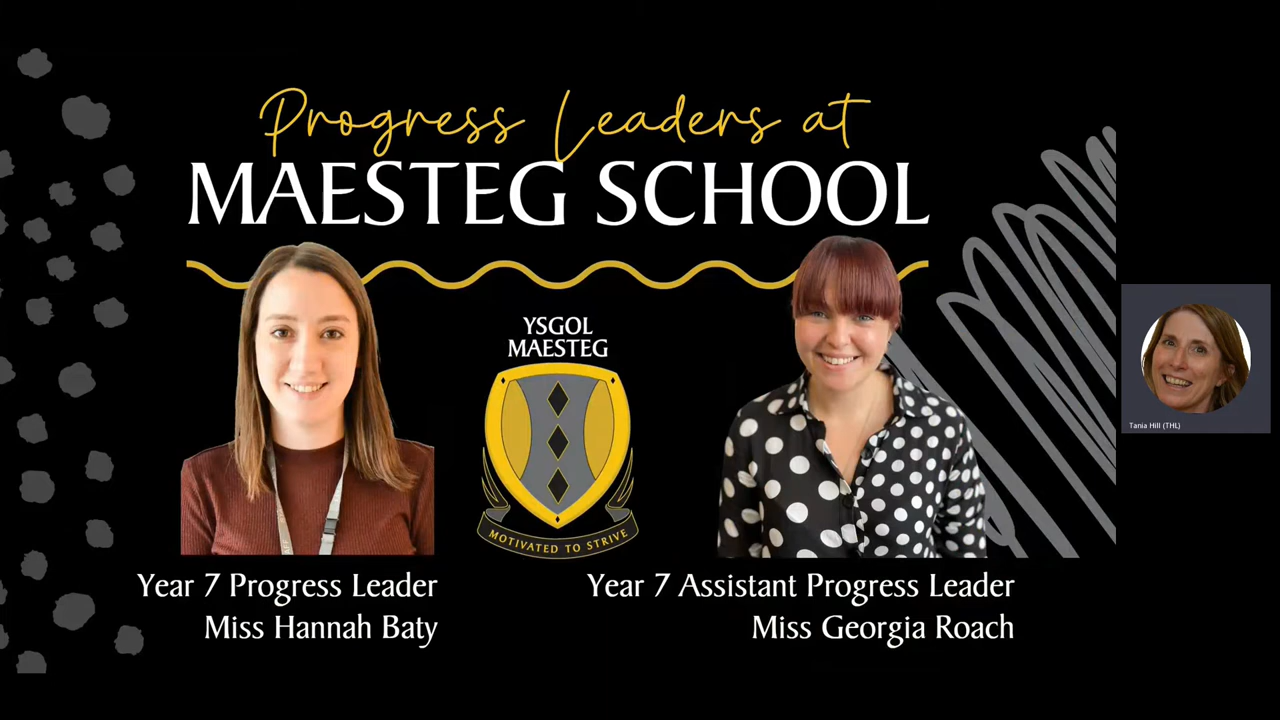 Progress Leaders at
MAESTEG SCHOOL
YSGOL
MAESTEG
MOTIVATED TO STRIVE
Year 7 Progress Leader
Miss Hannah Baty
Year 7 Assistant Progress Leader
Miss Georgia Roach
Tania Hill (THL)